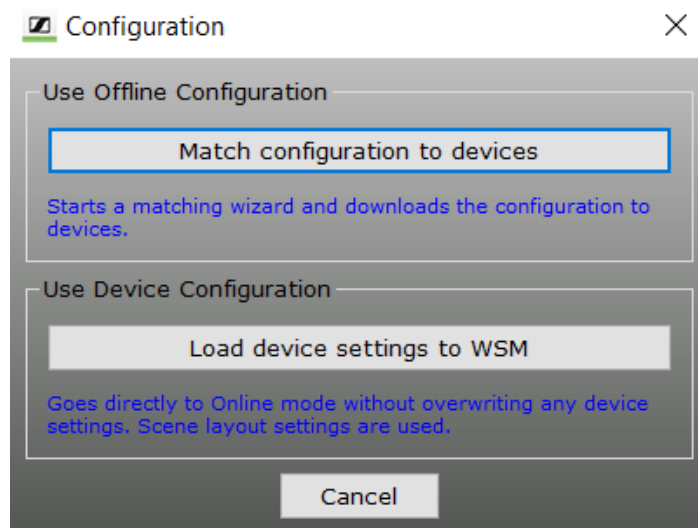 Configuration
Use Offline Configuration
Match configuration to devices
Starts a matching wizard and downloads the configuration to
devices.
Use Device Configuration
Load device settings to WSM
Goes directly to Online mode without overwriting any device
settings. Scene layout settings are used.
Cancel